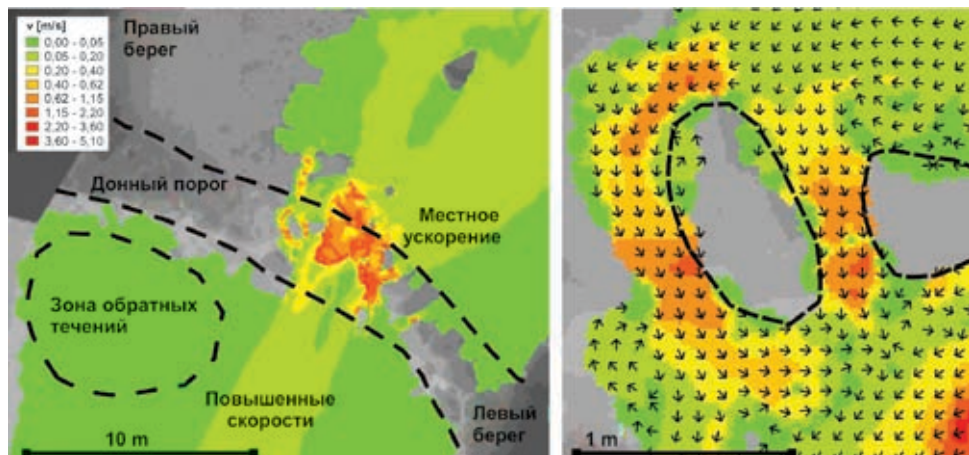 v [m/s]
0,00 - 0,05
0,05 - 0,20
0,20 - 0,40
0,40 - 0,62
0,62 - 1,15
1,15 - 2,20
2,20 - 3,60
3,60 - 5,10
Правый
берег
Донный порог
Местное
ускорение
Зона обратных
течений
Повышенные
скорости
Левый
берег
10 m
1 m